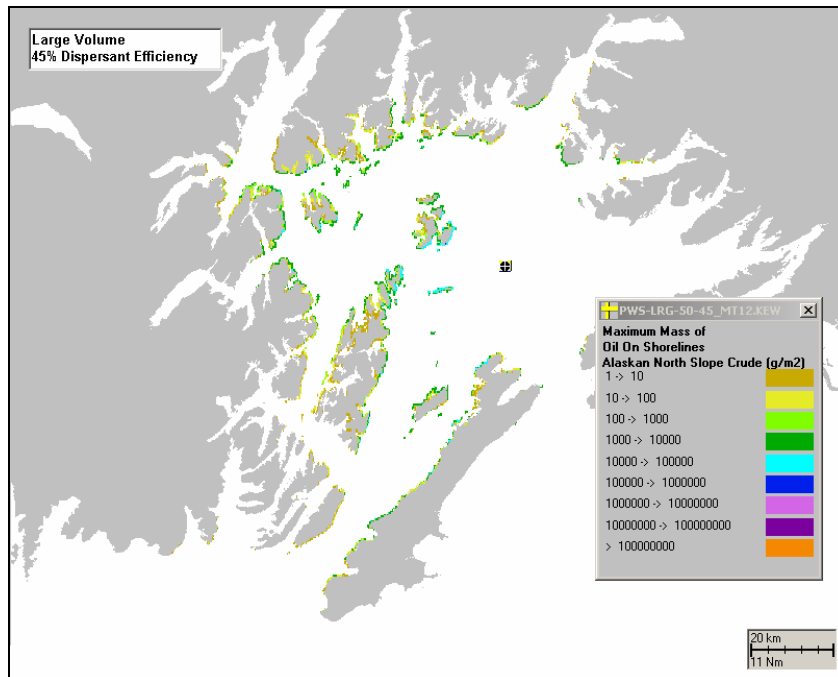 Large Volume
45% Dispersant Efficiency
PWS-LRG-50-45_MT12.KEW
Maximum Mass of
Oil On Shorelines
Alaskan North Slope Crude (g/m2)
1 -> 10
10 -> 100
100 -> 1000
1000 -> 10000
10000 -> 100000
100000 -> 1000000
1000000 -> 10000000
10000000 -> 100000000
> 100000000
20 km
11 Nm